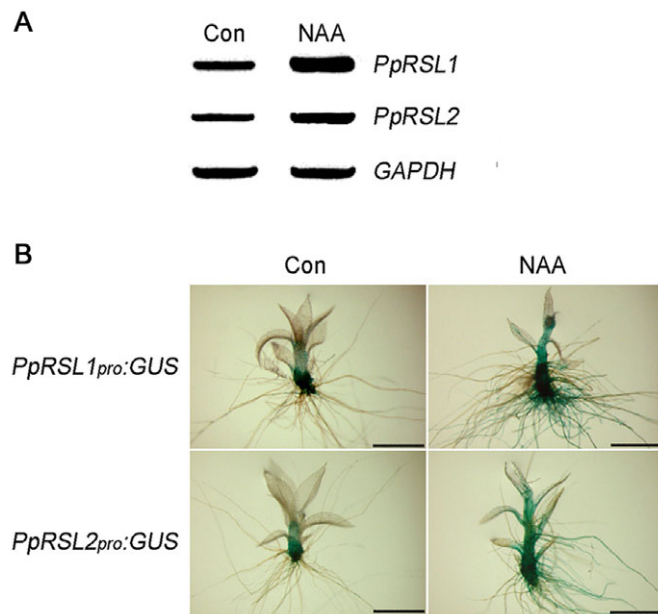 A
Con NAA
PpRSL1
PpRSL2
GAPDH
B
Con NAA
PpRSL1pro:GUS
PpRSL2pro:GUS